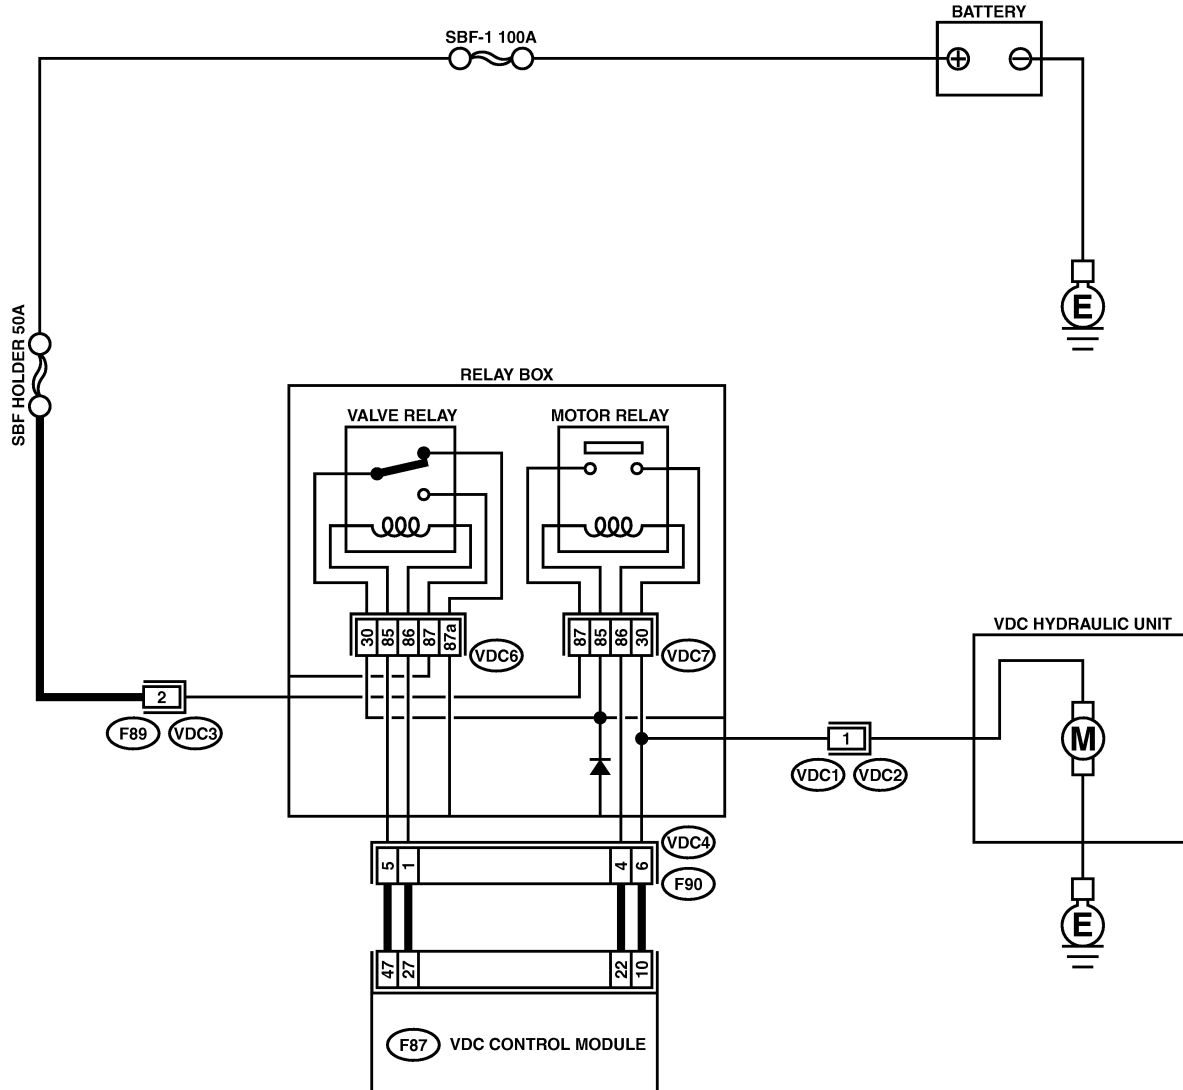 BATTERY
SBF-1 100A
E
SBF HOLDER 50A
RELAY BOX
VALVE RELAY
MOTOR RELAY
30 85 86 87 87a
VDC6
87 85 86 30
VDC7
VDC HYDRAULIC UNIT
2
F89 VDC3
M
1
VDC1 VDC2
5 1 4 6
VDC4
F90
E
47 27 22 10
F87 VDC CONTROL MODULE